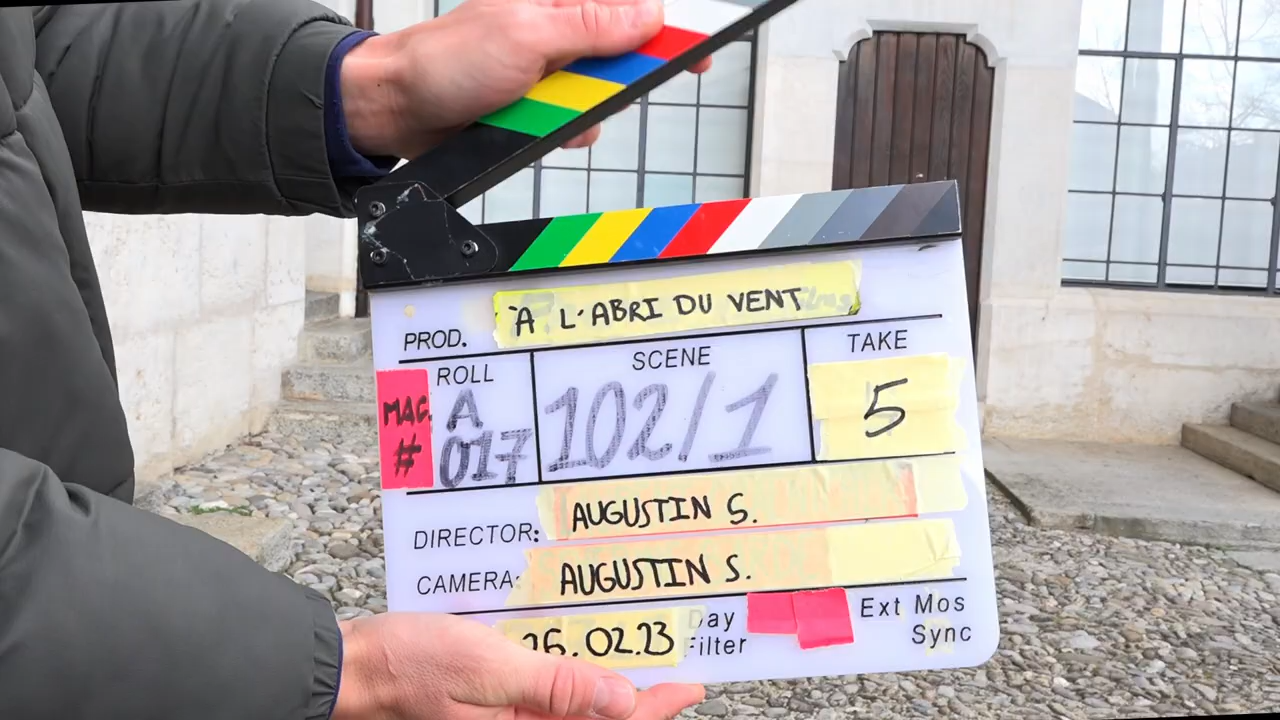 À L'ABRI DU VENT
PROD.
ROLL
SCENE
TAKE
MAG.
#
A
017
102/1
5
DIRECTOR: AUGUSTIN S.
CAMERA: AUGUSTIN S.
26.02.23
Day
Filter
Ext Mos
Sync